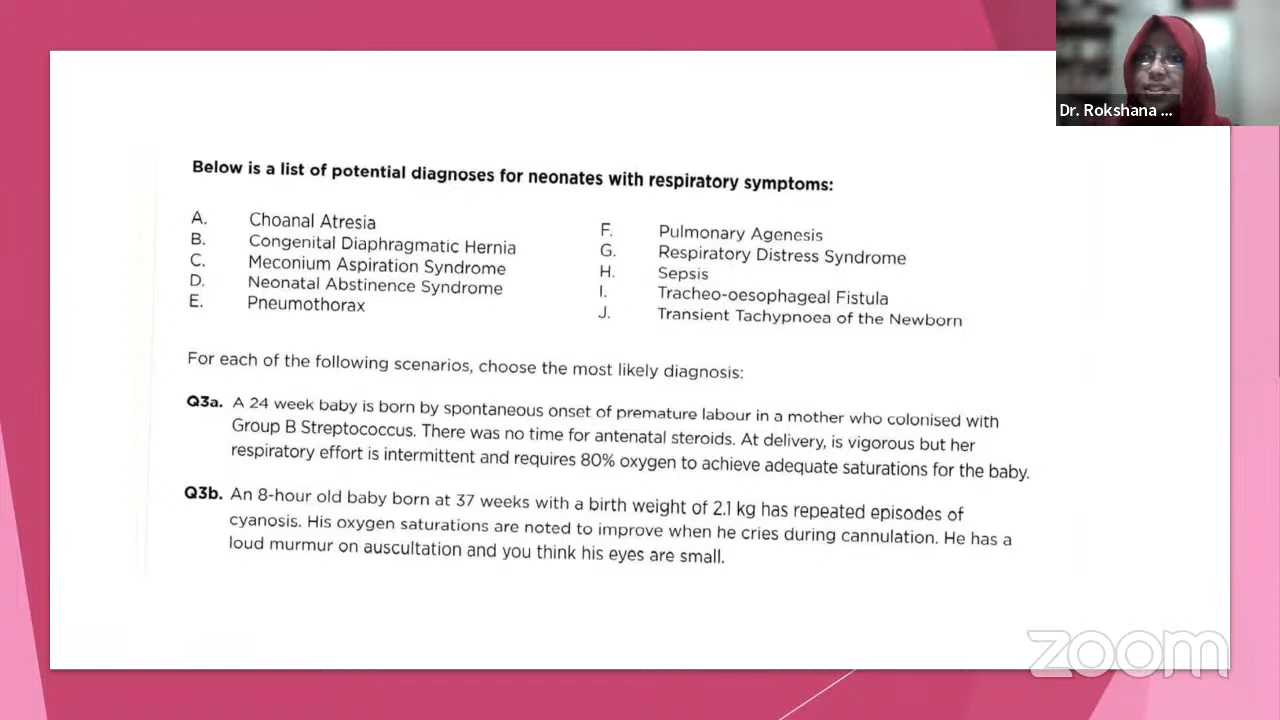 Dr. Rokshana ...
Below is a list of potential diagnoses for neonates with respiratory symptoms:
A. Choanal Atresia
B. Congenital Diaphragmatic Hernia
C. Meconium Aspiration Syndrome
D. Neonatal Abstinence Syndrome
E. Pneumothorax
F. Pulmonary Agenesis
G. Respiratory Distress Syndrome
H. Sepsis
I. Tracheo-oesophageal Fistula
J. Transient Tachypnoea of the Newborn
For each of the following scenarios, choose the most likely diagnosis:
Q3a. A 24 week baby is born by spontaneous onset of premature labour in a mother who colonised with
Group B Streptococcus. There was no time for antenatal steroids. At delivery, is vigorous but her
respiratory effort is intermittent and requires 80% oxygen to achieve adequate saturations for the baby.
Q3b. An 8-hour old baby born at 37 weeks with a birth weight of 2.1 kg has repeated episodes of
cyanosis. His oxygen saturations are noted to improve when he cries during cannulation. He has a
loud murmur on auscultation and you think his eyes are small.
zoom